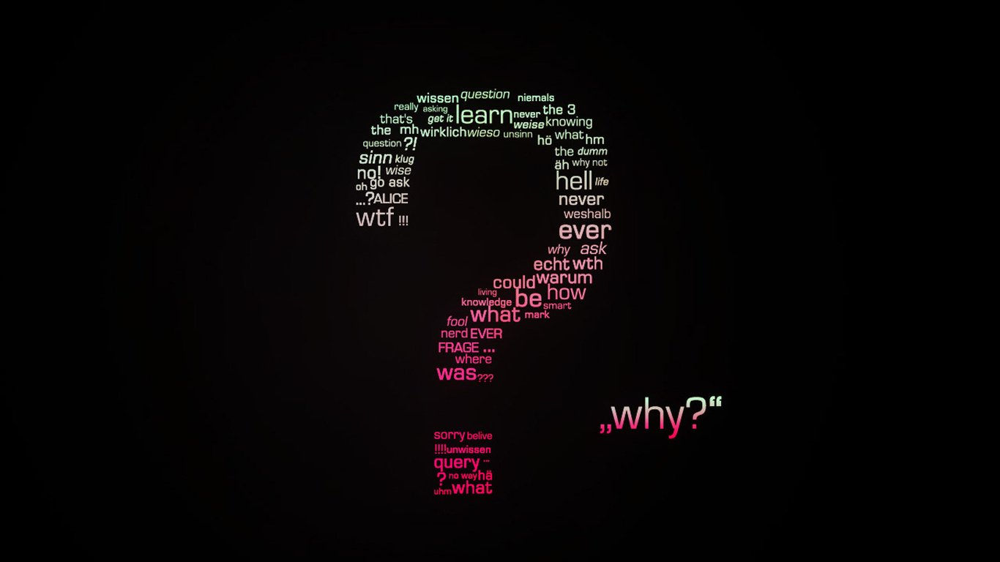 wissen question niemals
really asking get it learn never the 3
that's weise knowing
the mh wirklich wieso unsinn hö what hm
question ?! the dumm
sinn klug äh why not
no! wise hell life
oh go ask
...?ALICE never
wtf !!! weshalb
ever
why ask
echt wth
could warum
living be how
knowledge smart
what mark
fool
nerd EVER
FRAGE ...
where
was ???
„why?“
sorry belive
!!!! unwissen
query ...
? no way hä
uhm what